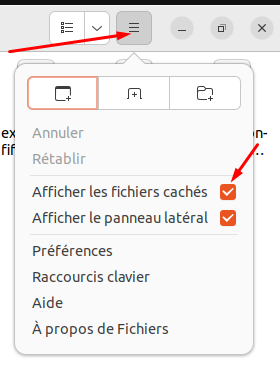 Annuler
Rétablir
Afficher les fichiers cachés
Afficher le panneau latéral
Préférences
Raccourcis clavier
Aide
À propos de Fichiers